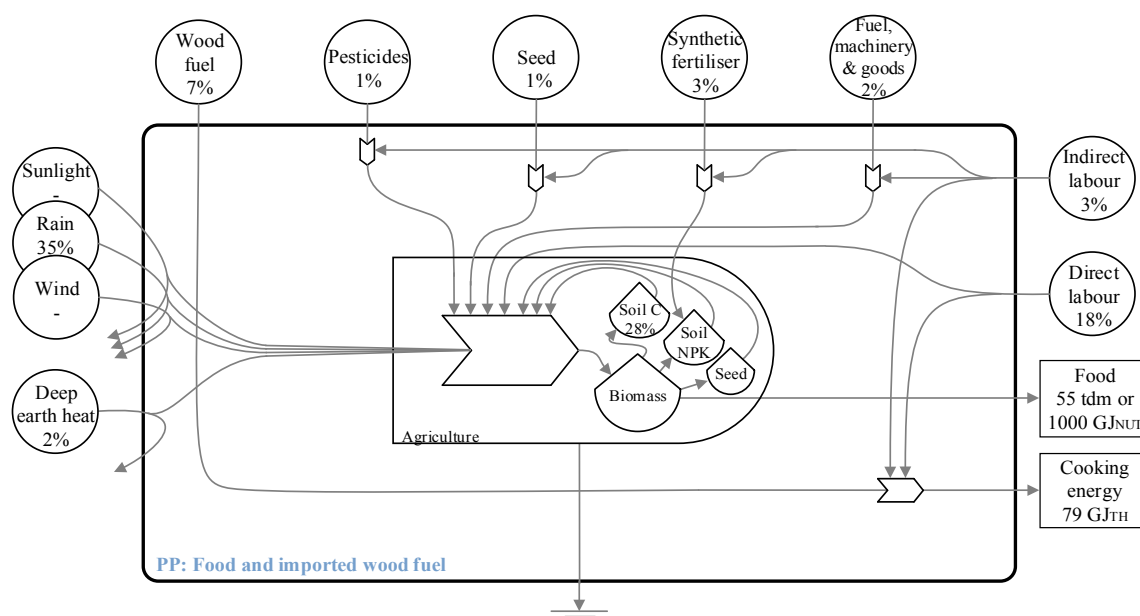 Wood
fuel
7%
Pesticides
1%
Seed
1%
Synthetic
fertiliser
3%
Fuel,
machinery
& goods
2%
Sunlight
-
Rain
35%
Wind
-
Deep
earth heat
2%
Indirect
labour
3%
Direct
labour
18%
Soil C
28%
Soil
NPK
Seed
Biomass
Agriculture
Food
55 tdm or
1000 GJNUT
Cooking
energy
79 GJTH
PP: Food and imported wood fuel